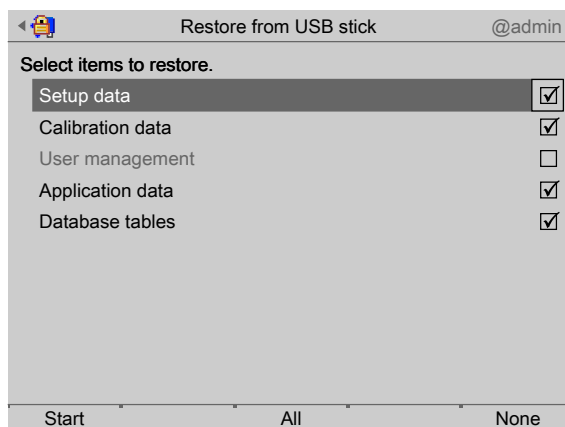 Restore from USB stick @admin
Select items to restore.
Setup data
Calibration data
User management
Application data
Database tables
Start All None